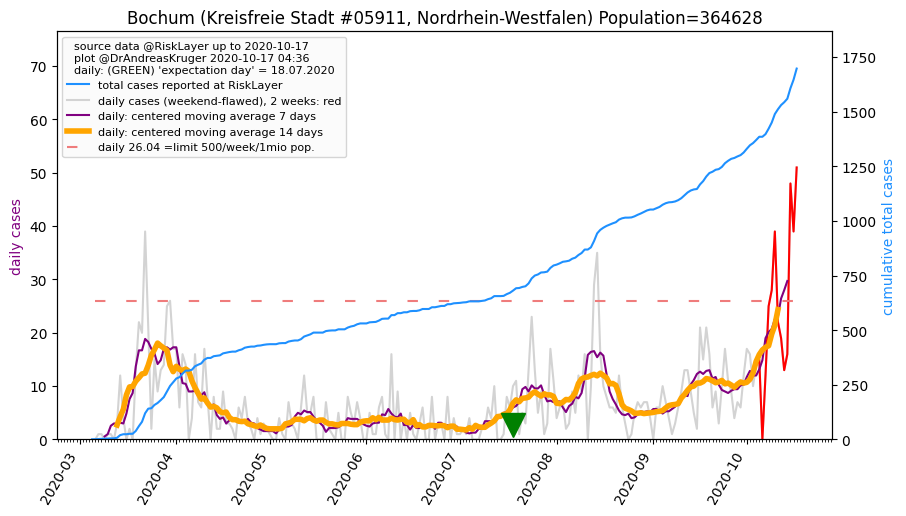 Bochum (Kreisfreie Stadt #05911, Nordrhein-Westfalen) Population=364628
source data @RiskLayer up to 2020-10-17
plot @DrAndreasKruger 2020-10-17 04:36
daily: (GREEN) 'expectation day' = 18.07.2020
total cases reported at RiskLayer
daily cases (weekend-flawed), 2 weeks: red
daily: centered moving average 7 days
daily: centered moving average 14 days
daily 26.04 =limit 500/week/1mio pop.
daily cases
70
60
50
40
30
20
10
0
cumulative total cases
1750
1500
1250
1000
750
500
250
0
2020-03
2020-04
2020-05
2020-06
2020-07
2020-08
2020-09
2020-10